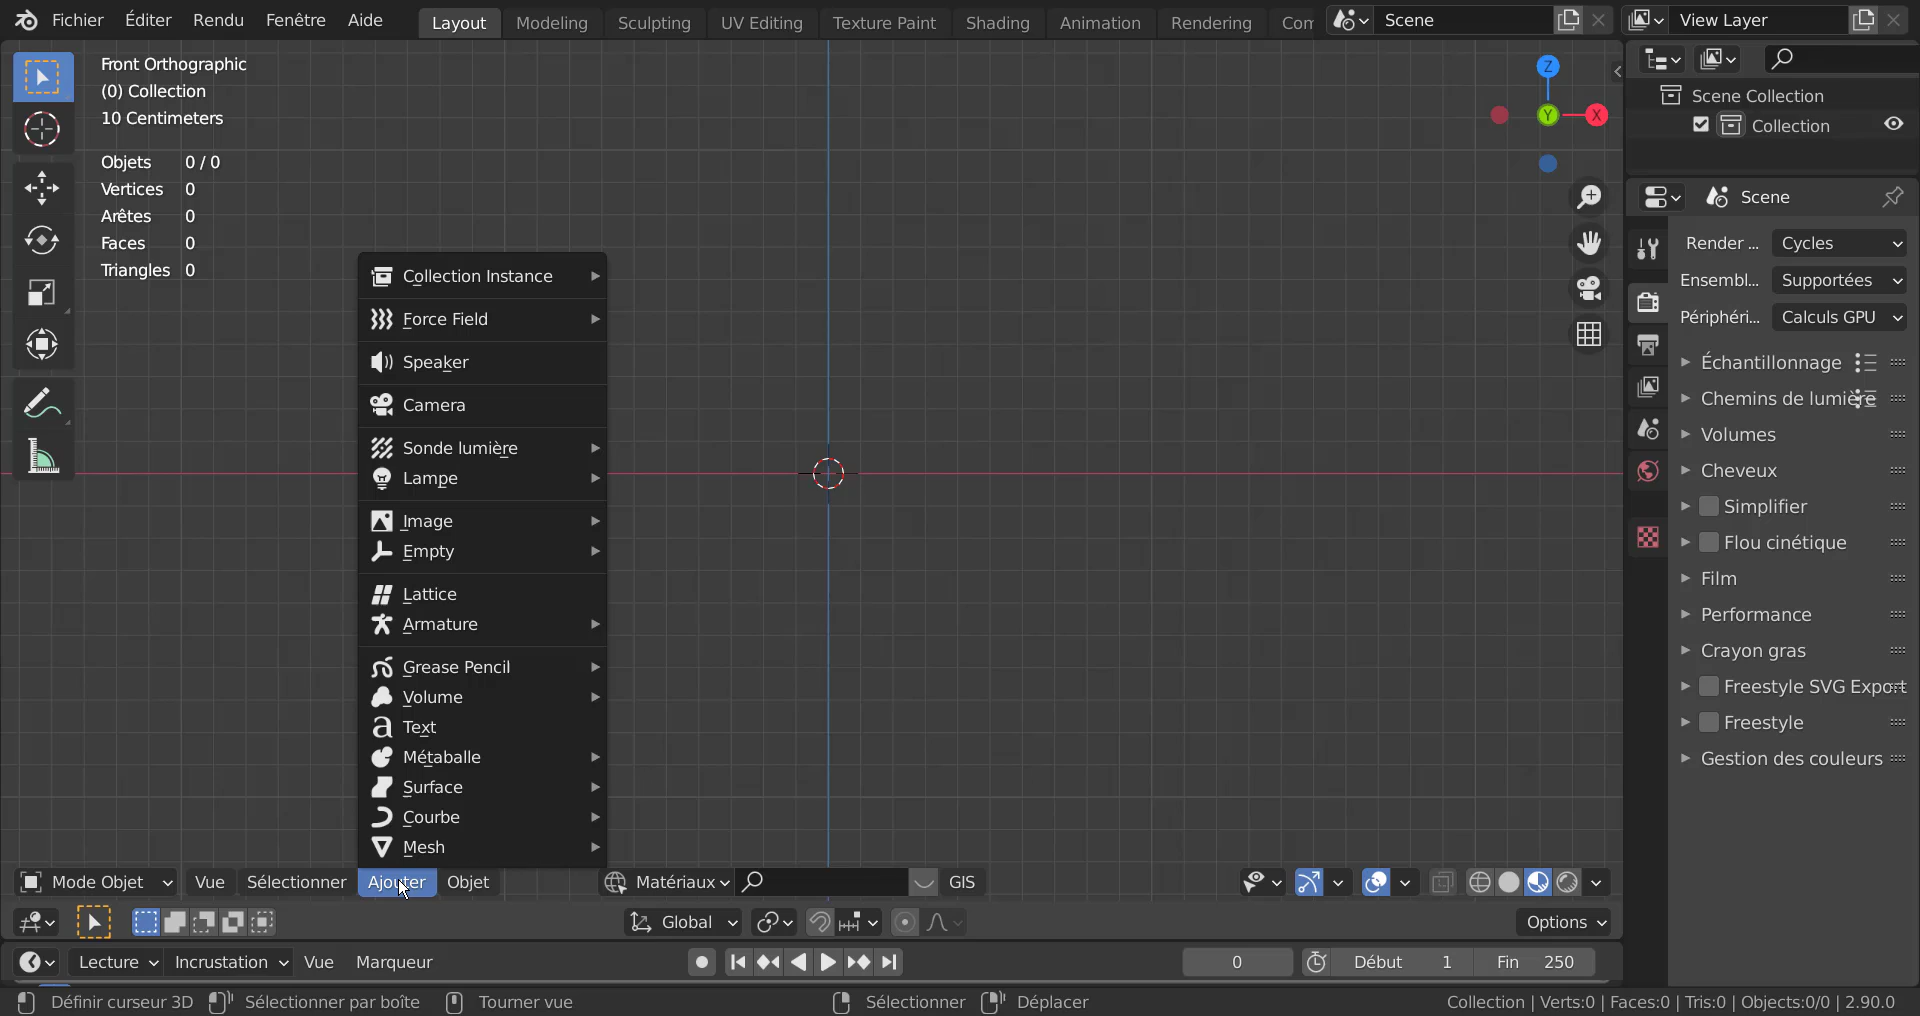 Fichier Éditer Rendu Fenêtre Aide Layout Modeling Sculpting UV Editing Texture Paint Shading Animation Rendering Com Scene View Layer
Front Orthographic
(0) Collection
10 Centimeters
Objets 0 / 0
Vertices 0
Arêtes 0
Faces 0
Triangles 0
Z
Y
X
Collection Instance
Force Field
Speaker
Camera
Sonde lumière
Lampe
Image
Empty
Lattice
Armature
Grease Pencil
Volume
Text
Métaballe
Surface
Courbe
Mesh
Scene Collection
Collection
Scene
Render ... Cycles
Ensembl... Supportées
Périphéri... Calculs GPU
Échantillonnage
Chemins de lumière
Volumes
Cheveux
Simplifier
Flou cinétique
Film
Performance
Crayon gras
Freestyle SVG Export
Freestyle
Gestion des couleurs
Mode Objet Vue Sélectionner Ajouter Objet Matériaux GIS
Global Options
Lecture Incrustation Vue Marqueur 0 Début 1 Fin 250
Définir curseur 3D Sélectionner par boîte Tourner vue Sélectionner Déplacer Collection | Verts:0 | Faces:0 | Tris:0 | Objects:0/0 | 2.90.0